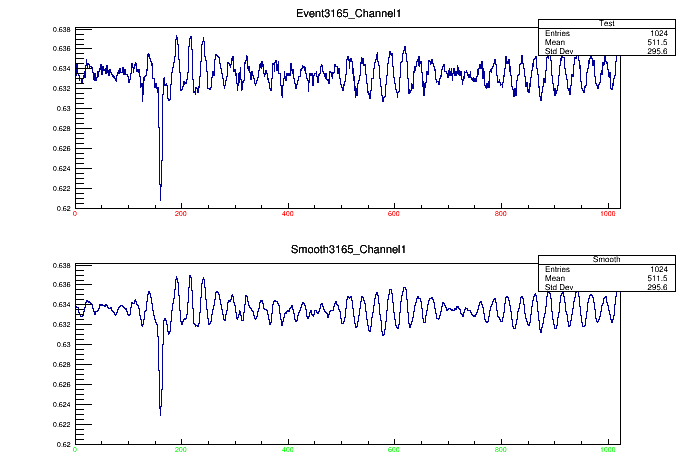 Event3165_Channel1
Test
Entries 1024
Mean 511.5
Std Dev 295.6
0.638
0.636
0.634
0.632
0.63
0.628
0.626
0.624
0.622
0.62
0 200 400 600 800 1000
Smooth3165_Channel1
Smooth
Entries 1024
Mean 511.5
Std Dev 295.6
0.638
0.636
0.634
0.632
0.63
0.628
0.626
0.624
0.622
0.62
0 200 400 600 800 1000